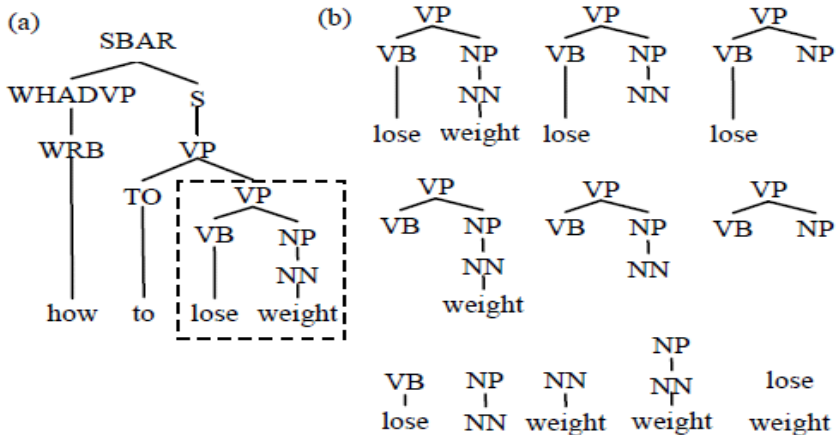 (a)
SBAR
WHADVP S
WRB VP
TO VP
VB NP
NN
how to lose weight
(b)
VP VP VP
VB NP VB NP VB NP
NN NN
lose weight lose lose
VP VP VP
VB NP VB NP VB NP
NN NN
weight
NP
VB NP NN NN lose
lose NN weight weight weight